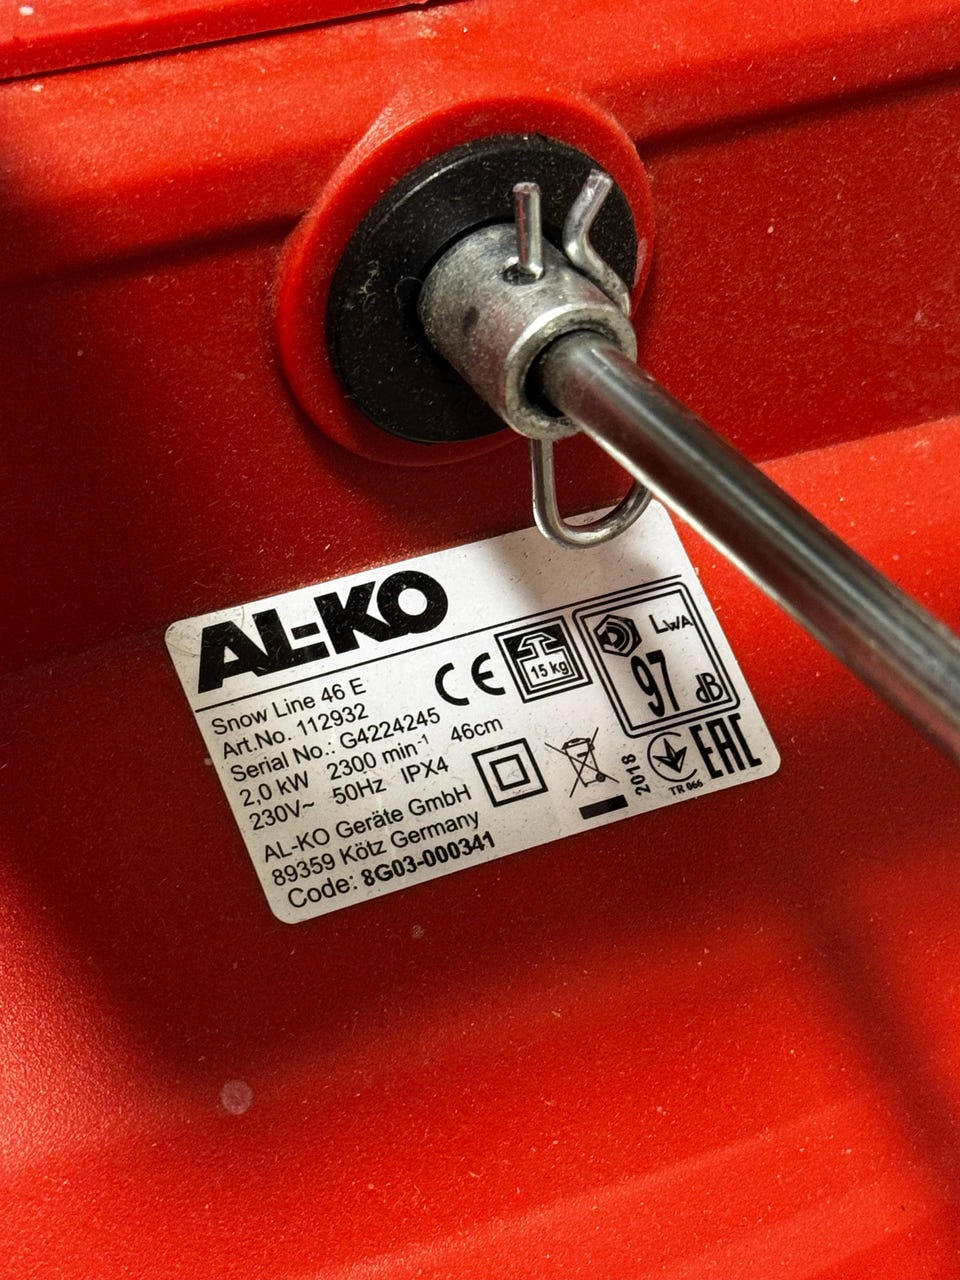 AL-KO
Snow Line 46 E
Art.No. 112932
Serial No.: G4224245
2,0 kW 2300 min⁻¹ 46cm
230V~ 50Hz IPX4
AL-KO Geräte GmbH
89359 Kötz Germany
Code: 8G03-000341
CE
15 kg
LWA
97
dB
2018
TR 066
EAC